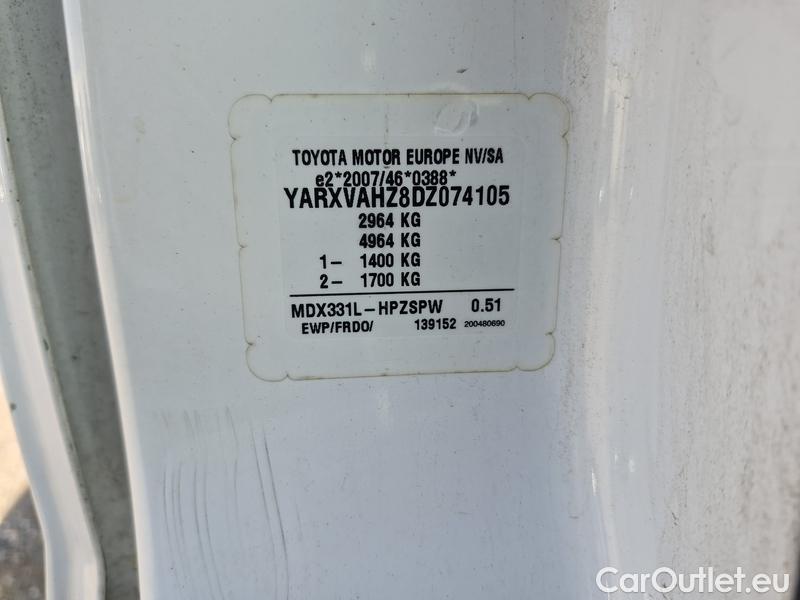 TOYOTA MOTOR EUROPE NV/SA
e2*2007/46*0388*
YARXVAHZ8DZ074105
2964 KG
4964 KG
1- 1400 KG
2- 1700 KG
MDX331L-HPZSPW 0.51
EWP/FRDO/ 139152 200480690
CarOutlet.eu